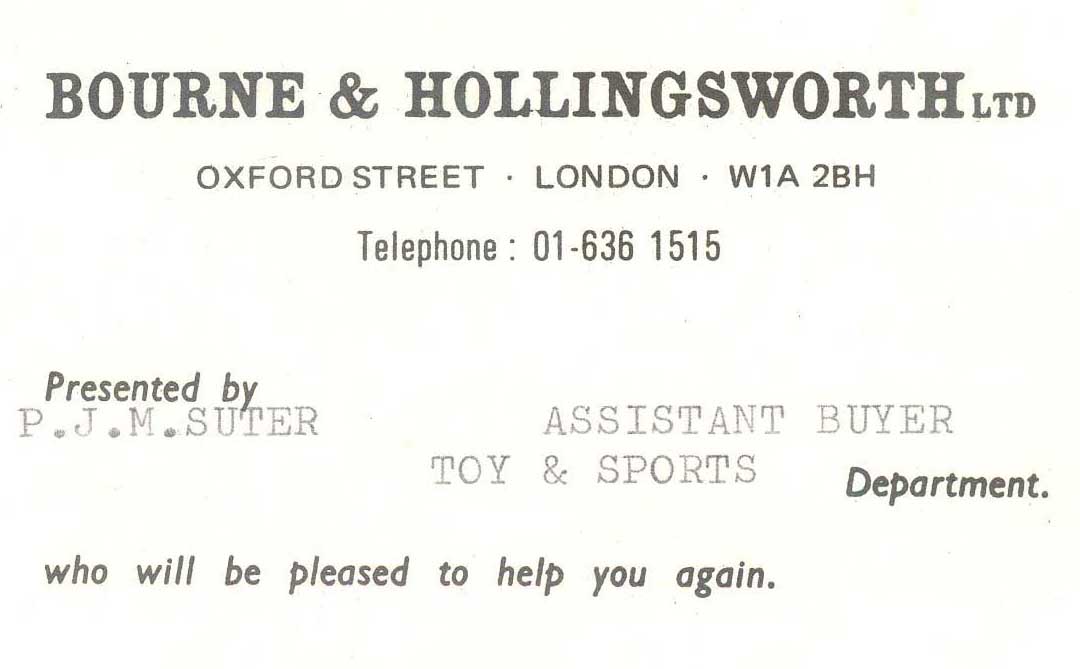 BOURNE & HOLLINGSWORTH LTD
OXFORD STREET · LONDON · W1A 2BH
Telephone : 01-636 1515
Presented by
P.J.M.SUTER ASSISTANT BUYER
TOY & SPORTS Department.
who will be pleased to help you again.